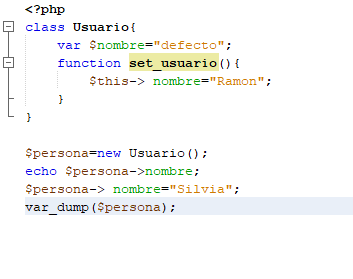 <?php
class Usuario{
var $nombre="defecto";
function set_usuario(){
$this-> nombre="Ramon";
}
}
$persona=new Usuario();
echo $persona->nombre;
$persona-> nombre="Silvia";
var_dump($persona);